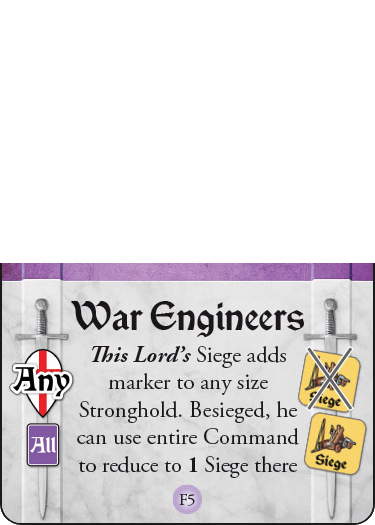 War Engineers
This Lord's Siege adds
marker to any size
Stronghold. Besieged, he
can use entire Command
to reduce to 1 Siege there
Any
All
Siege
Siege
F5